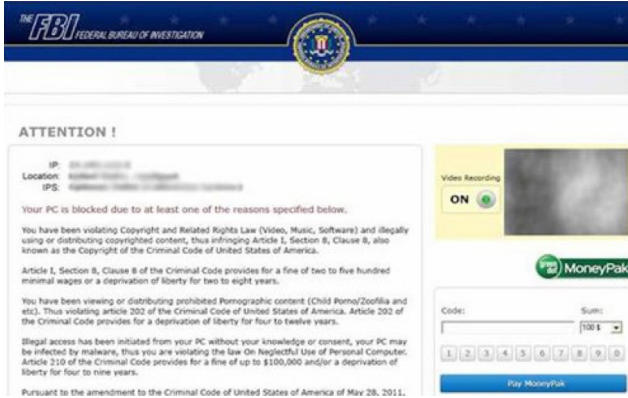 THE FBI FEDERAL BUREAU OF INVESTIGATION
ATTENTION !
IP:
Location:
IPS:
Your PC is blocked due to at least one of the reasons specified below.
You have been violating Copyright and Related Rights Law (Video, Music, Software) and illegally
using or distributing copyrighted content, thus infringing Article I, Section 8, Clause 8, also
known as the Copyright of the Criminal Code of United States of America.
Article I, Section 8, Clause 8 of the Criminal Code provides for a fine of two to five hundred
minimal wages or a deprivation of liberty for two to eight years.
You have been viewing or distributing prohibited Pornographic content (Child Porno/Zoofilia and
etc). Thus violating article 202 of the Criminal Code of United States of America. Article 202 of
the Criminal Code provides for a deprivation of liberty for four to twelve years.
Illegal access has been initiated from your PC without your knowledge or consent, your PC may
be infected by malware, thus you are violating the law On Neglectful Use of Personal Computer.
Article 210 of the Criminal Code provides for a fine of up to $100,000 and/or a deprivation of
liberty for four to nine years.
Pursuant to the amendment to the Criminal Code of United States of America of May 28, 2011,
Video Recording
ON
green dot MoneyPak
Code: Sum:
100 $
1 2 3 4 5 6 7 8 9 0
Pay MoneyPak